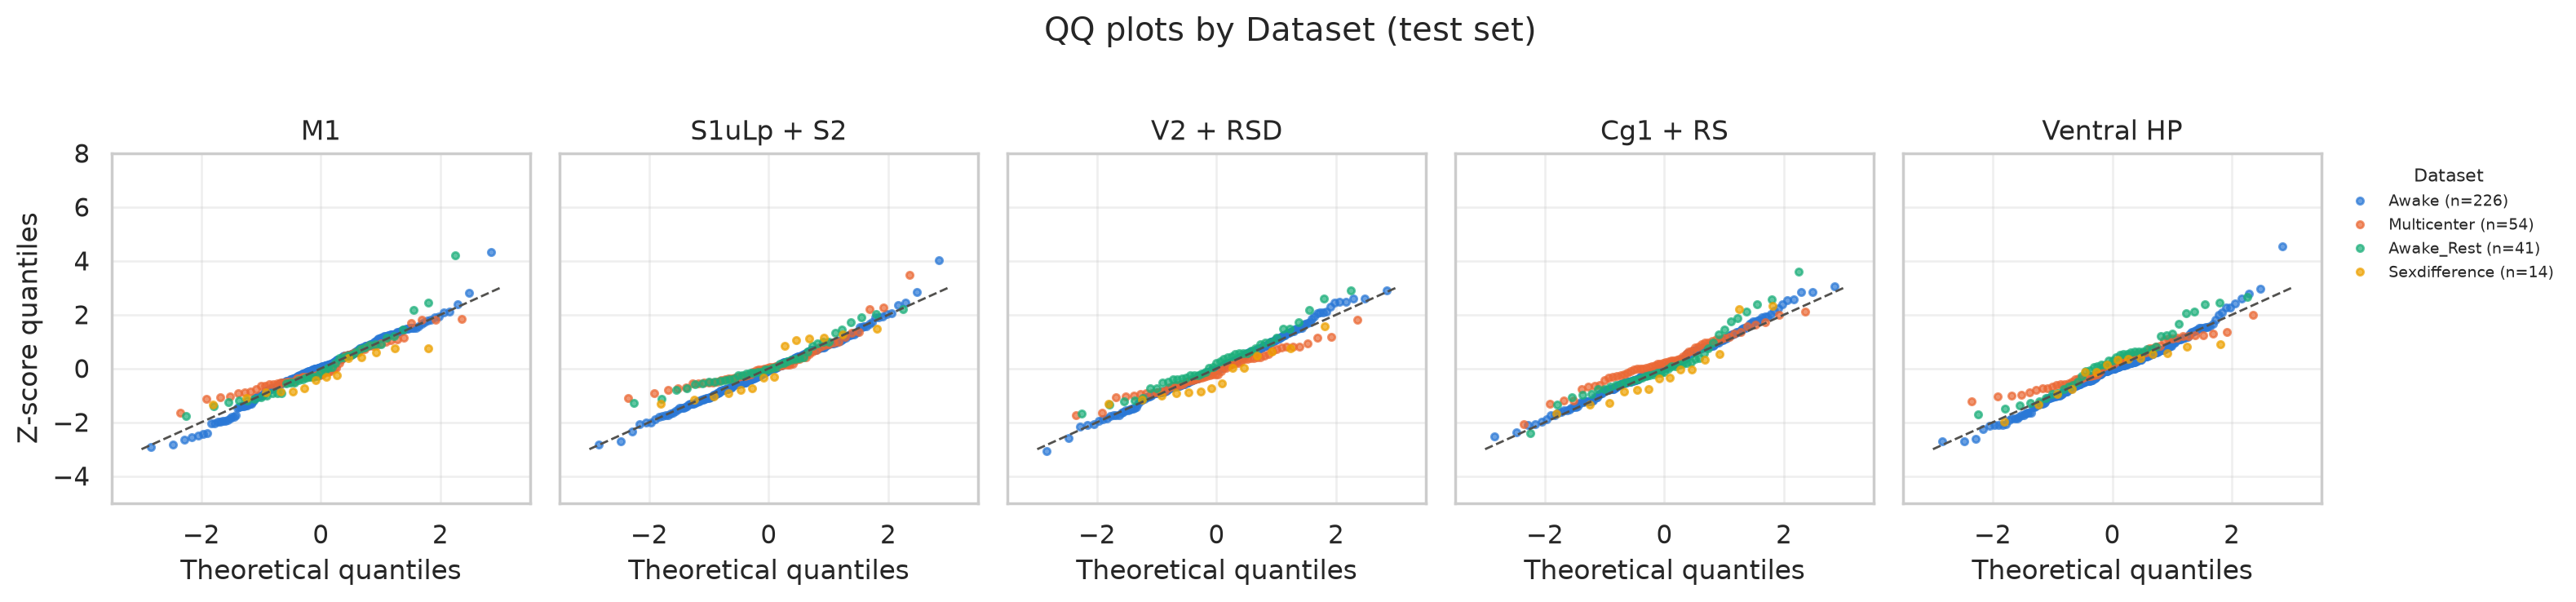 QQ plots by Dataset (test set)
M1
S1uLp + S2
V2 + RSD
Cg1 + RS
Ventral HP
Z-score quantiles
8
6
4
2
0
−2
−4
−2 0 2
−2 0 2
−2 0 2
−2 0 2
−2 0 2
Theoretical quantiles
Theoretical quantiles
Theoretical quantiles
Theoretical quantiles
Theoretical quantiles
Dataset
Awake (n=226)
Multicenter (n=54)
Awake_Rest (n=41)
Sexdifference (n=14)